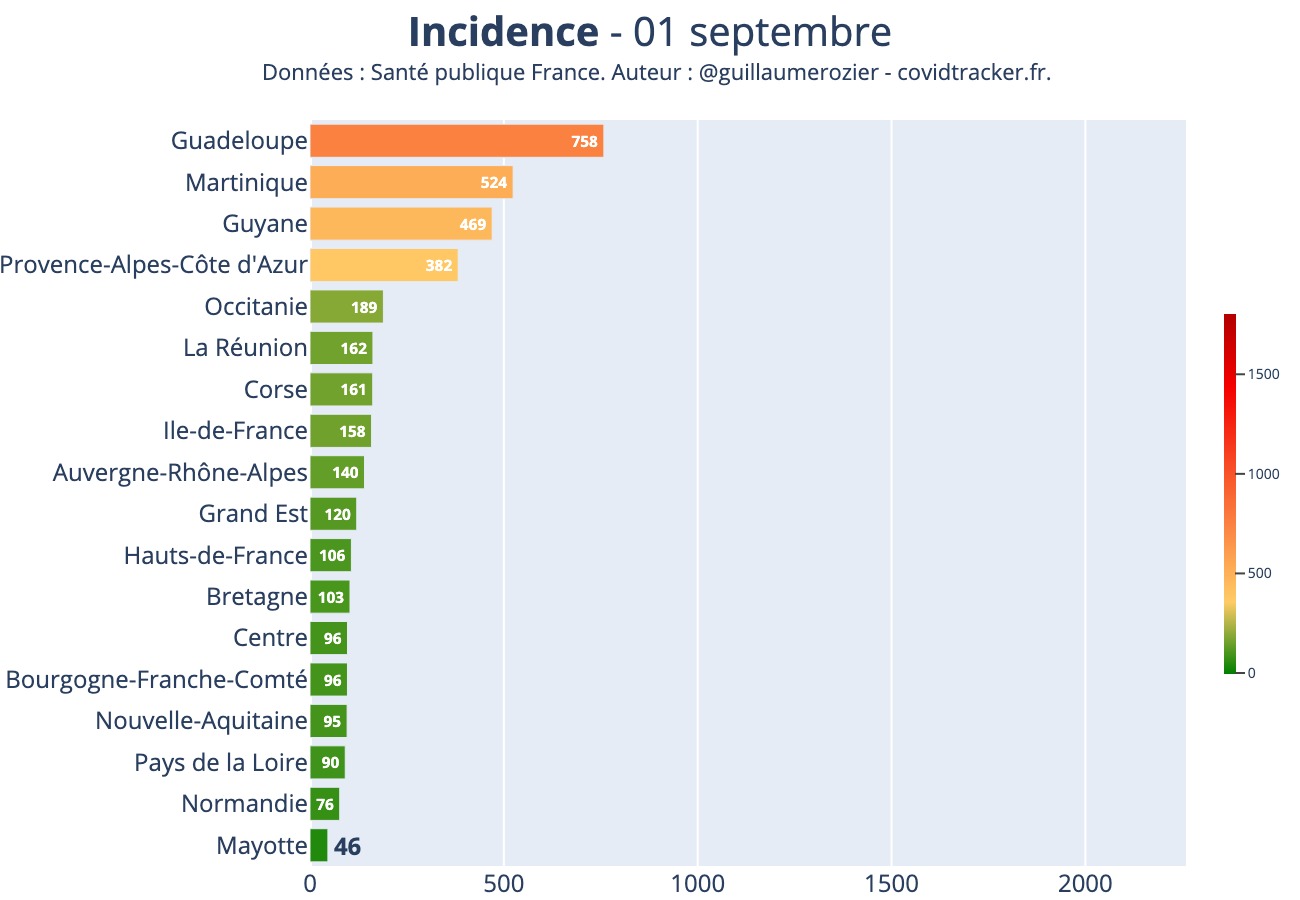 Incidence - 01 septembre
Données : Santé publique France. Auteur : @guillaumerozier - covidtracker.fr.
Guadeloupe 758
Martinique 524
Guyane 469
Provence-Alpes-Côte d'Azur 382
Occitanie 189
La Réunion 162
Corse 161
Ile-de-France 158
Auvergne-Rhône-Alpes 140
Grand Est 120
Hauts-de-France 106
Bretagne 103
Centre 96
Bourgogne-Franche-Comté 96
Nouvelle-Aquitaine 95
Pays de la Loire 90
Normandie 76
Mayotte 46
0 500 1000 1500 2000
1500
1000
500
0